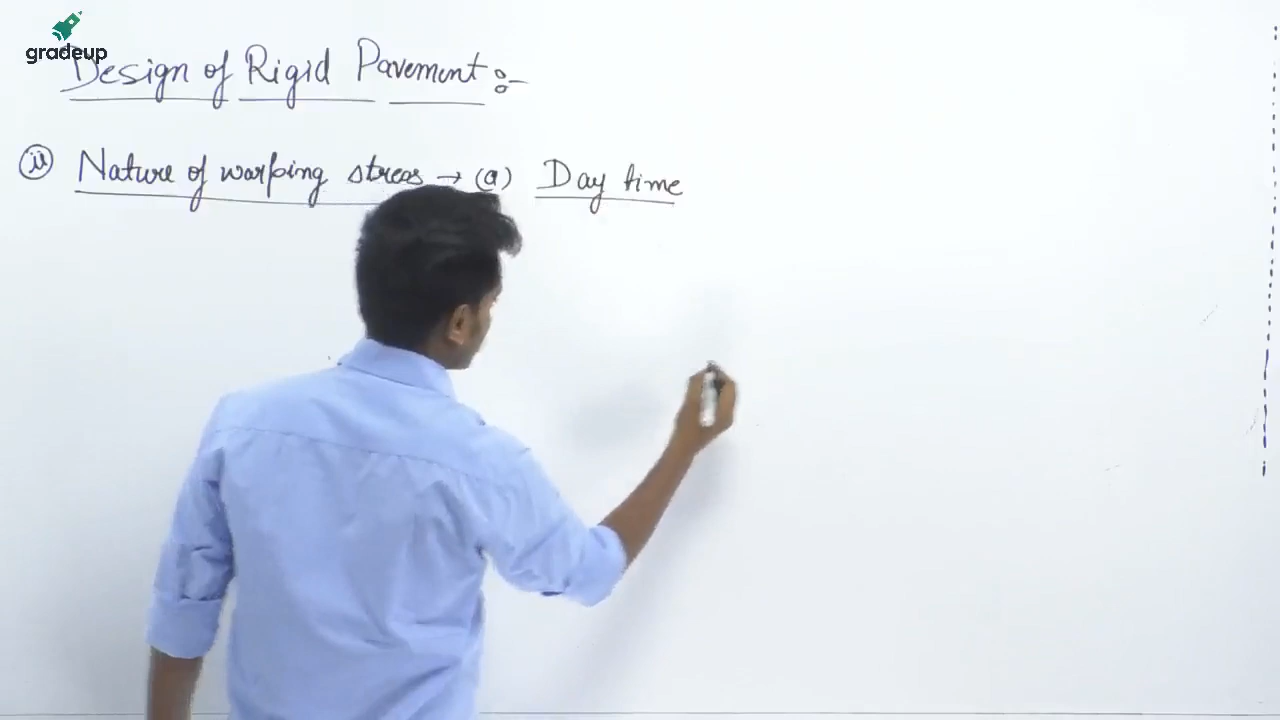 gradeup
Design of Rigid Pavement :-
(ii) Nature of warping stress → (a) Day time